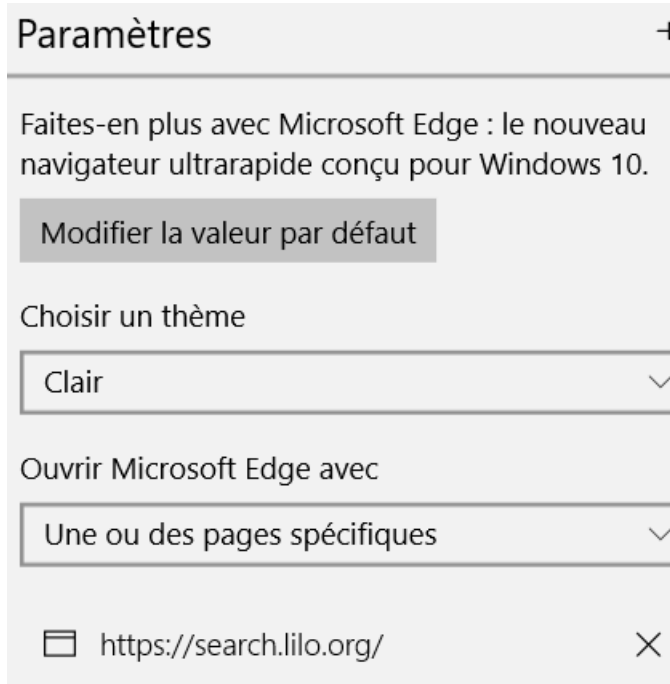 Paramètres
Faites-en plus avec Microsoft Edge : le nouveau
navigateur ultrarapide conçu pour Windows 10.
Modifier la valeur par défaut
Choisir un thème
Clair
Ouvrir Microsoft Edge avec
Une ou des pages spécifiques
https://search.lilo.org/